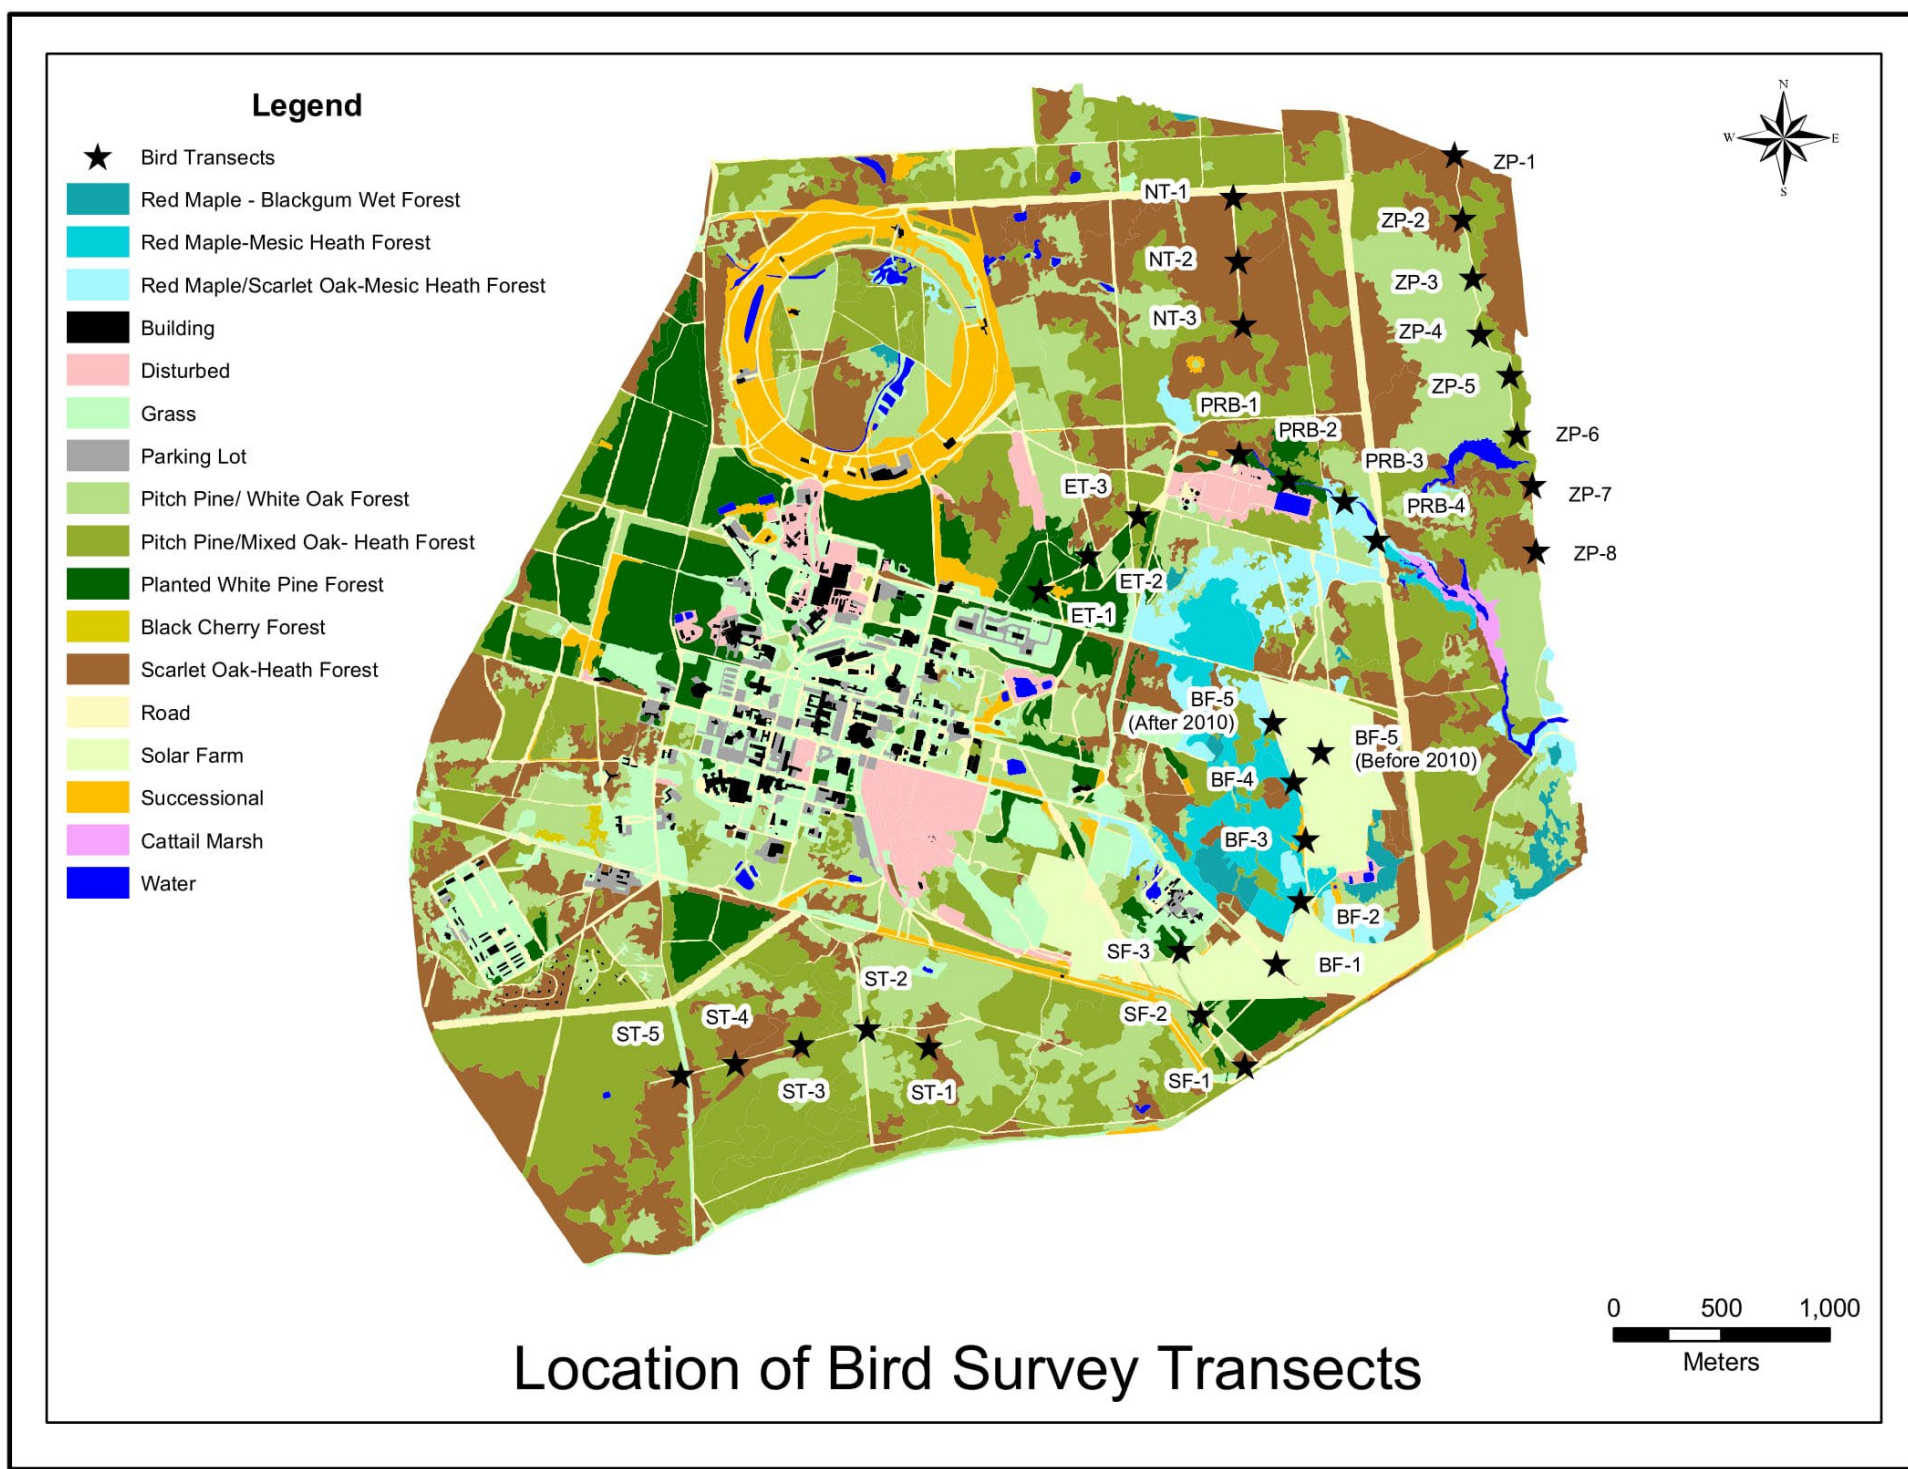 Legend
Bird Transects
Red Maple - Blackgum Wet Forest
Red Maple-Mesic Heath Forest
Red Maple/Scarlet Oak-Mesic Heath Forest
Building
Disturbed
Grass
Parking Lot
Pitch Pine/ White Oak Forest
Pitch Pine/Mixed Oak- Heath Forest
Planted White Pine Forest
Black Cherry Forest
Scarlet Oak-Heath Forest
Road
Solar Farm
Successional
Cattail Marsh
Water
N
W
E
S
ZP-1
NT-1
ZP-2
NT-2
ZP-3
NT-3
ZP-4
ZP-5
PRB-1
PRB-2
ZP-6
PRB-3
ET-3
ZP-7
PRB-4
ZP-8
ET-2
ET-1
BF-5
(After 2010)
BF-5
(Before 2010)
BF-4
BF-3
BF-2
SF-3
BF-1
ST-2
SF-2
ST-4
ST-5
SF-1
ST-3
ST-1
0 500 1,000
Meters
Location of Bird Survey Transects